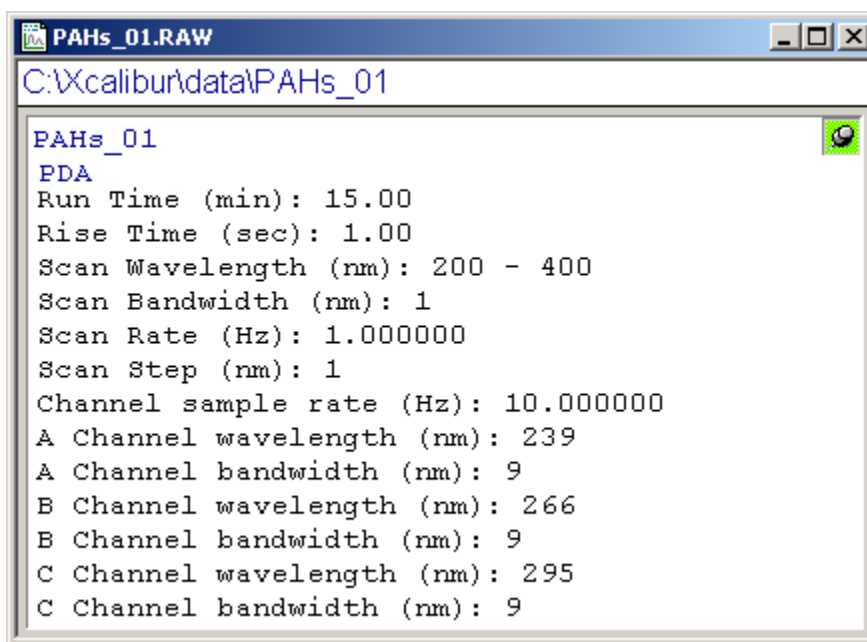 PAHs_01.RAW
C:\Xcalibur\data\PAHs_01
PAHs_01
PDA
Run Time (min): 15.00
Rise Time (sec): 1.00
Scan Wavelength (nm): 200 - 400
Scan Bandwidth (nm): 1
Scan Rate (Hz): 1.000000
Scan Step (nm): 1
Channel sample rate (Hz): 10.000000
A Channel wavelength (nm): 239
A Channel bandwidth (nm): 9
B Channel wavelength (nm): 266
B Channel bandwidth (nm): 9
C Channel wavelength (nm): 295
C Channel bandwidth (nm): 9